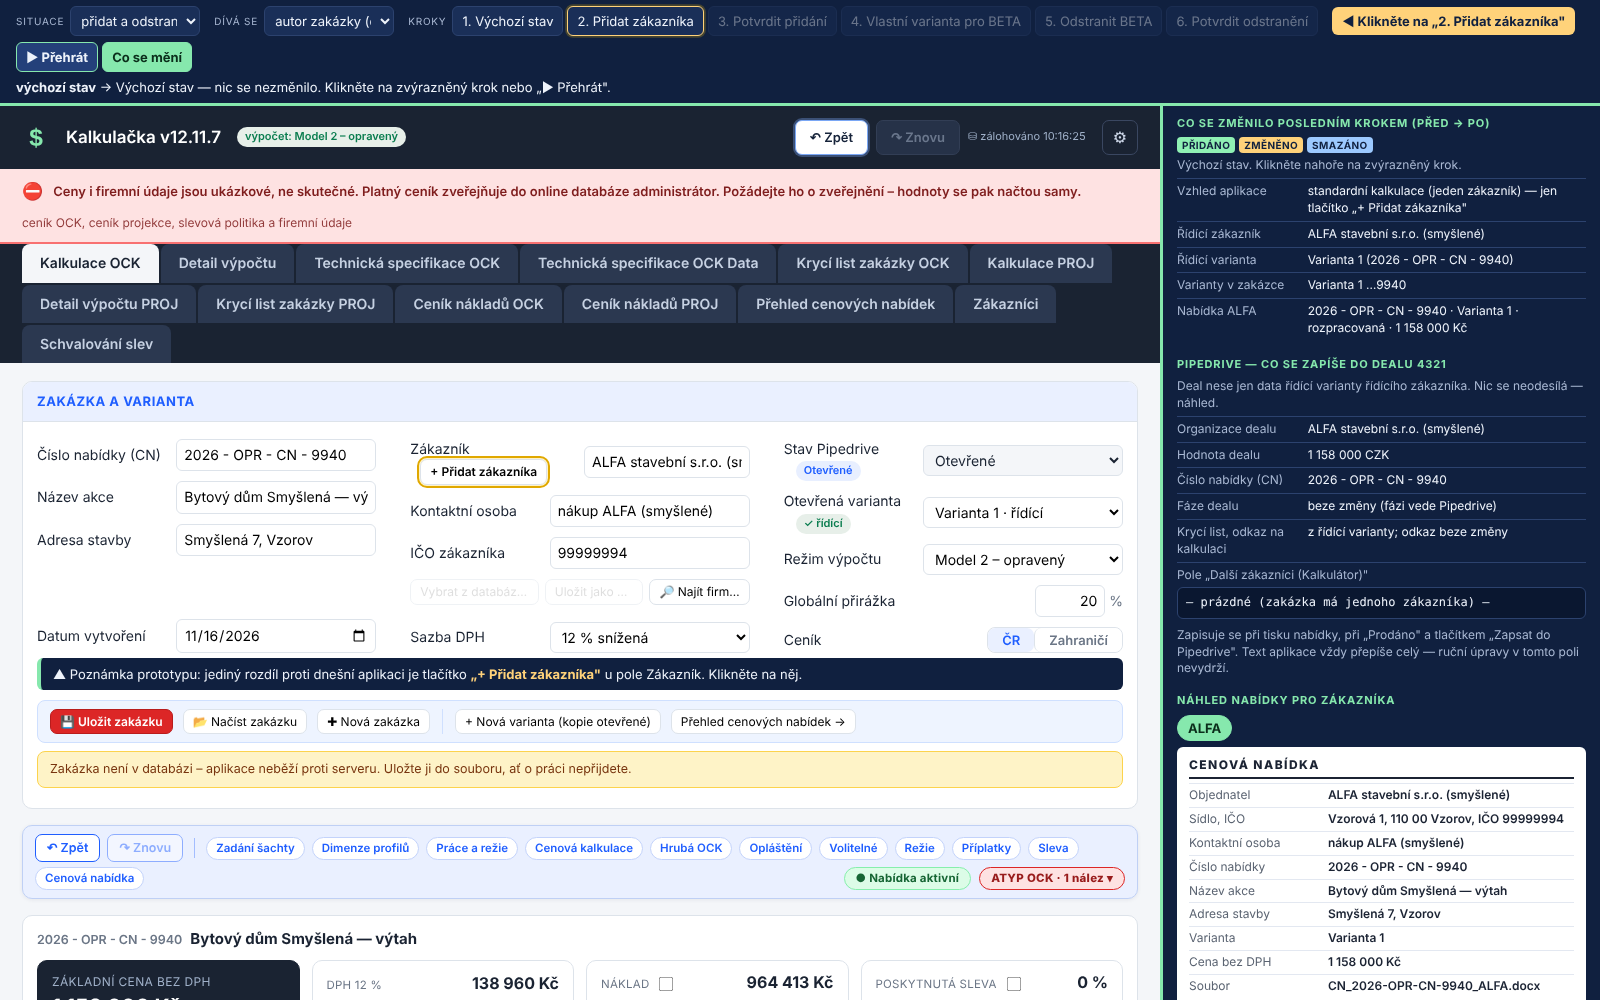 SITUACE přidat a odstran DÍVÁ SE autor zakázky ( KROKY 1. Výchozí stav 2. Přidat zákazníka 3. Potvrdit přidání 4. Vlastní varianta pro BETA 5. Odstranit BETA 6. Potvrdit odstranění ◀ Klikněte na „2. Přidat zákazníka"
▶ Přehrát Co se mění
výchozí stav → Výchozí stav — nic se nezměnilo. Klikněte na zvýrazněný krok nebo „▶ Přehrát".
$ Kalkulačka v12.11.7 výpočet: Model 2 – opravený ↶ Zpět ↷ Znovu zálohováno 10:16:25
Ceny i firemní údaje jsou ukázkové, ne skutečné. Platný ceník zveřejňuje do online databáze administrátor. Požádejte ho o zveřejnění – hodnoty se pak načtou samy.
ceník OCK, ceník projekce, slevová politika a firemní údaje
Kalkulace OCK Detail výpočtu Technická specifikace OCK Technická specifikace OCK Data Krycí list zakázky OCK Kalkulace PROJ
Detail výpočtu PROJ Krycí list zakázky PROJ Ceník nákladů OCK Ceník nákladů PROJ Přehled cenových nabídek Zákazníci
Schvalování slev
ZAKÁZKA A VARIANTA
Číslo nabídky (CN) 2026 - OPR - CN - 9940
Název akce Bytový dům Smyšlená — vý
Adresa stavby Smyšlená 7, Vzorov
Datum vytvoření 11/16/2026
Zákazník + Přidat zákazníka ALFA stavební s.r.o. (sr
Kontaktní osoba nákup ALFA (smyšlené)
IČO zákazníka 99999994
Vybrat z databáz... Uložit jako ... 🔎 Najít firm...
Sazba DPH 12 % snížená
Stav Pipedrive Otevřené Otevřené
Otevřená varianta ✓ řídící Varianta 1 · řídící
Režim výpočtu Model 2 – opravený
Globální přirážka 20 %
Ceník ČR Zahraničí
▲ Poznámka prototypu: jediný rozdíl proti dnešní aplikaci je tlačítko „+ Přidat zákazníka" u pole Zákazník. Klikněte na něj.
💾 Uložit zakázku 📂 Načíst zakázku ✚ Nová zakázka + Nová varianta (kopie otevřené) Přehled cenových nabídek →
Zakázka není v databázi – aplikace neběží proti serveru. Uložte ji do souboru, ať o práci nepřijdete.
↶ Zpět ↷ Znovu Zadání šachty Dimenze profilů Práce a režie Cenová kalkulace Hrubá OCK Opláštění Volitelné Režie Příplatky Sleva
Cenová nabídka ● Nabídka aktivní ATYP OCK · 1 nález ▾
2026 - OPR - CN - 9940 Bytový dům Smyšlená — výtah
ZÁKLADNÍ CENA BEZ DPH
DPH 12 % 138 960 Kč
NÁKLAD 964 413 Kč
POSKYTNUTÁ SLEVA 0 %
CO SE ZMĚNILO POSLEDNÍM KROKEM (PŘED → PO)
PŘIDÁNO ZMĚNĚNO SMAZÁNO
Výchozí stav. Klikněte nahoře na zvýrazněný krok.
Vzhled aplikace standardní kalkulace (jeden zákazník) — jen
tlačítko „+ Přidat zákazníka"
Řídící zákazník ALFA stavební s.r.o. (smyšlené)
Řídící varianta Varianta 1 (2026 - OPR - CN - 9940)
Varianty v zakázce Varianta 1 …9940
Nabídka ALFA 2026 - OPR - CN - 9940 · Varianta 1 ·
rozpracovaná · 1 158 000 Kč
PIPEDRIVE — CO SE ZAPÍŠE DO DEALU 4321
Deal nese jen data řídící varianty řídícího zákazníka. Nic se neodesílá —
náhled.
Organizace dealu ALFA stavební s.r.o. (smyšlené)
Hodnota dealu 1 158 000 CZK
Číslo nabídky (CN) 2026 - OPR - CN - 9940
Fáze dealu beze změny (fázi vede Pipedrive)
Krycí list, odkaz na z řídící varianty; odkaz beze změny
kalkulaci
Pole „Další zákazníci (Kalkulátor)"
— prázdné (zakázka má jednoho zákazníka) —
Zapisuje se při tisku nabídky, při „Prodáno" a tlačítkem „Zapsat do
Pipedrive". Text aplikace vždy přepíše celý — ruční úpravy v tomto poli
nevydrží.
NÁHLED NABÍDKY PRO ZÁKAZNÍKA
ALFA
CENOVÁ NABÍDKA
Objednatel ALFA stavební s.r.o. (smyšlené)
Sídlo, IČO Vzorová 1, 110 00 Vzorov, IČO 99999994
Kontaktní osoba nákup ALFA (smyšlené)
Číslo nabídky 2026 - OPR - CN - 9940
Název akce Bytový dům Smyšlená — výtah
Adresa stavby Smyšlená 7, Vzorov
Varianta Varianta 1
Cena bez DPH 1 158 000 Kč
Soubor CN_2026-OPR-CN-9940_ALFA.docx